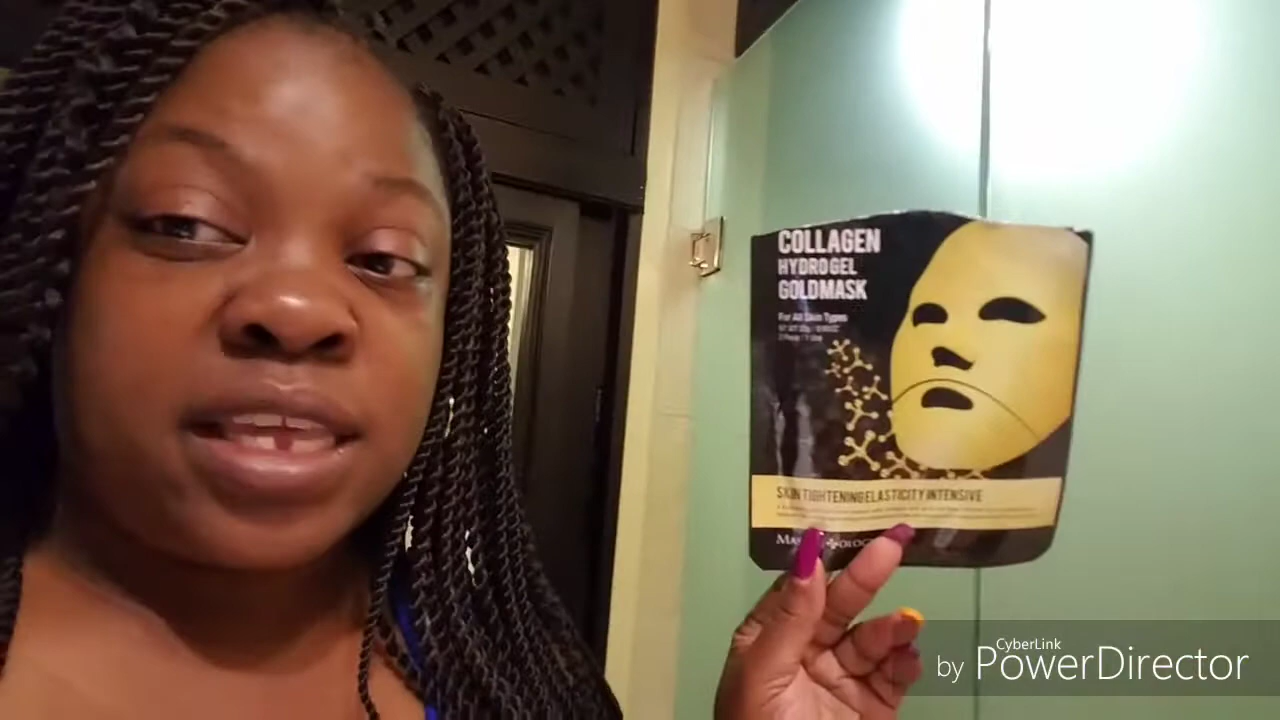 COLLAGEN
HYDROGEL
GOLDMASK
For All Skin Types
SKIN TIGHTENING ELASTICITY INTENSIVE
CyberLink
by PowerDirector